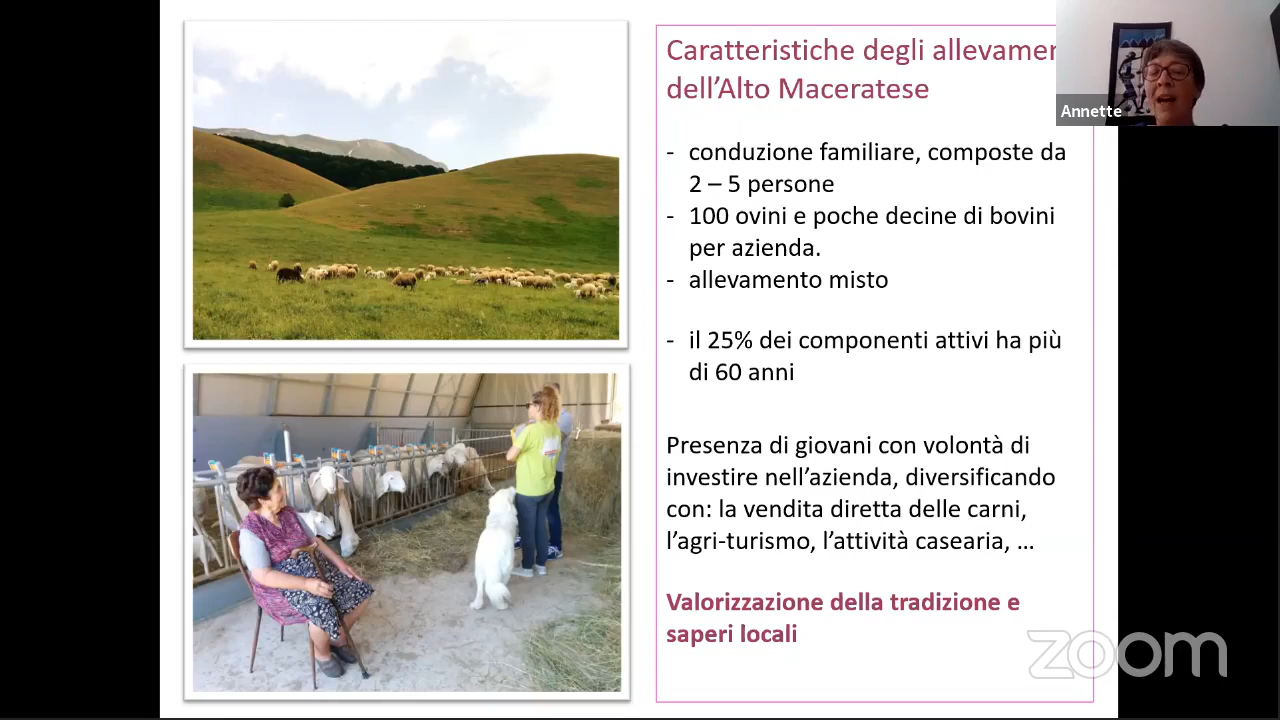 Caratteristiche degli allevamen
dell’Alto Maceratese
Annette
- conduzione familiare, composte da
2 – 5 persone
- 100 ovini e poche decine di bovini
per azienda.
- allevamento misto
- il 25% dei componenti attivi ha più
di 60 anni
Presenza di giovani con volontà di
investire nell’azienda, diversificando
con: la vendita diretta delle carni,
l’agri-turismo, l’attività casearia, …
Valorizzazione della tradizione e
saperi locali
zoom